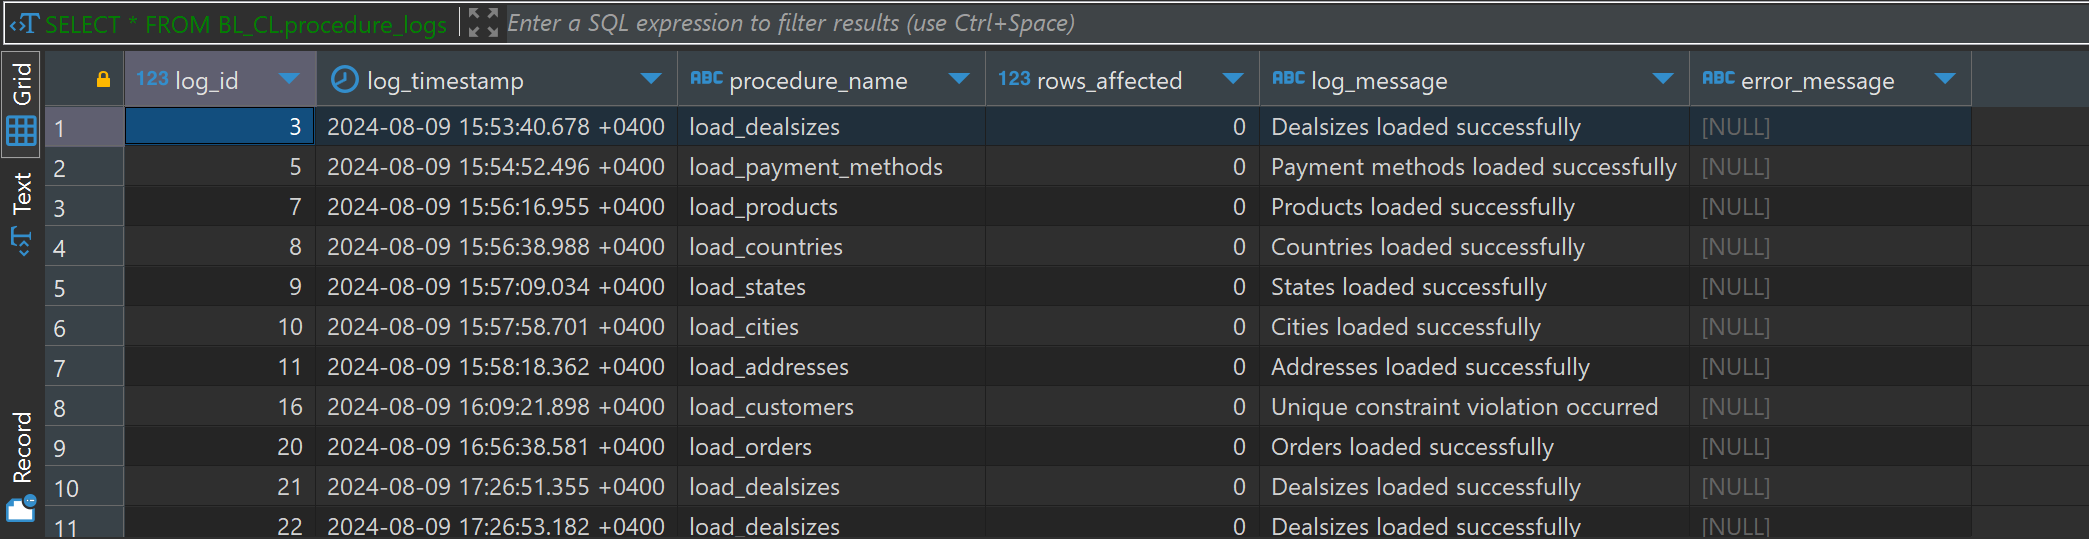 SELECT * FROM BL_CL.procedure_logs Enter a SQL expression to filter results (use Ctrl+Space)
Grid
Text
Record
123 log_id log_timestamp ABC procedure_name 123 rows_affected ABC log_message ABC error_message
1 3 2024-08-09 15:53:40.678 +0400 load_dealsizes 0 Dealsizes loaded successfully [NULL]
2 5 2024-08-09 15:54:52.496 +0400 load_payment_methods 0 Payment methods loaded successfully [NULL]
3 7 2024-08-09 15:56:16.955 +0400 load_products 0 Products loaded successfully [NULL]
4 8 2024-08-09 15:56:38.988 +0400 load_countries 0 Countries loaded successfully [NULL]
5 9 2024-08-09 15:57:09.034 +0400 load_states 0 States loaded successfully [NULL]
6 10 2024-08-09 15:57:58.701 +0400 load_cities 0 Cities loaded successfully [NULL]
7 11 2024-08-09 15:58:18.362 +0400 load_addresses 0 Addresses loaded successfully [NULL]
8 16 2024-08-09 16:09:21.898 +0400 load_customers 0 Unique constraint violation occurred [NULL]
9 20 2024-08-09 16:56:38.581 +0400 load_orders 0 Orders loaded successfully [NULL]
10 21 2024-08-09 17:26:51.355 +0400 load_dealsizes 0 Dealsizes loaded successfully [NULL]
11 22 2024-08-09 17:26:53.182 +0400 load_dealsizes 0 Dealsizes loaded successfully [NULL]